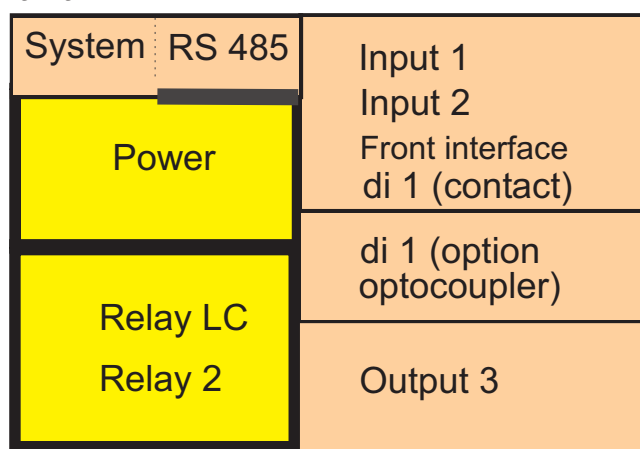 System RS 485
Power
Relay LC
Relay 2
Input 1
Input 2
Front interface
di 1 (contact)
di 1 (option
optocoupler)
Output 3